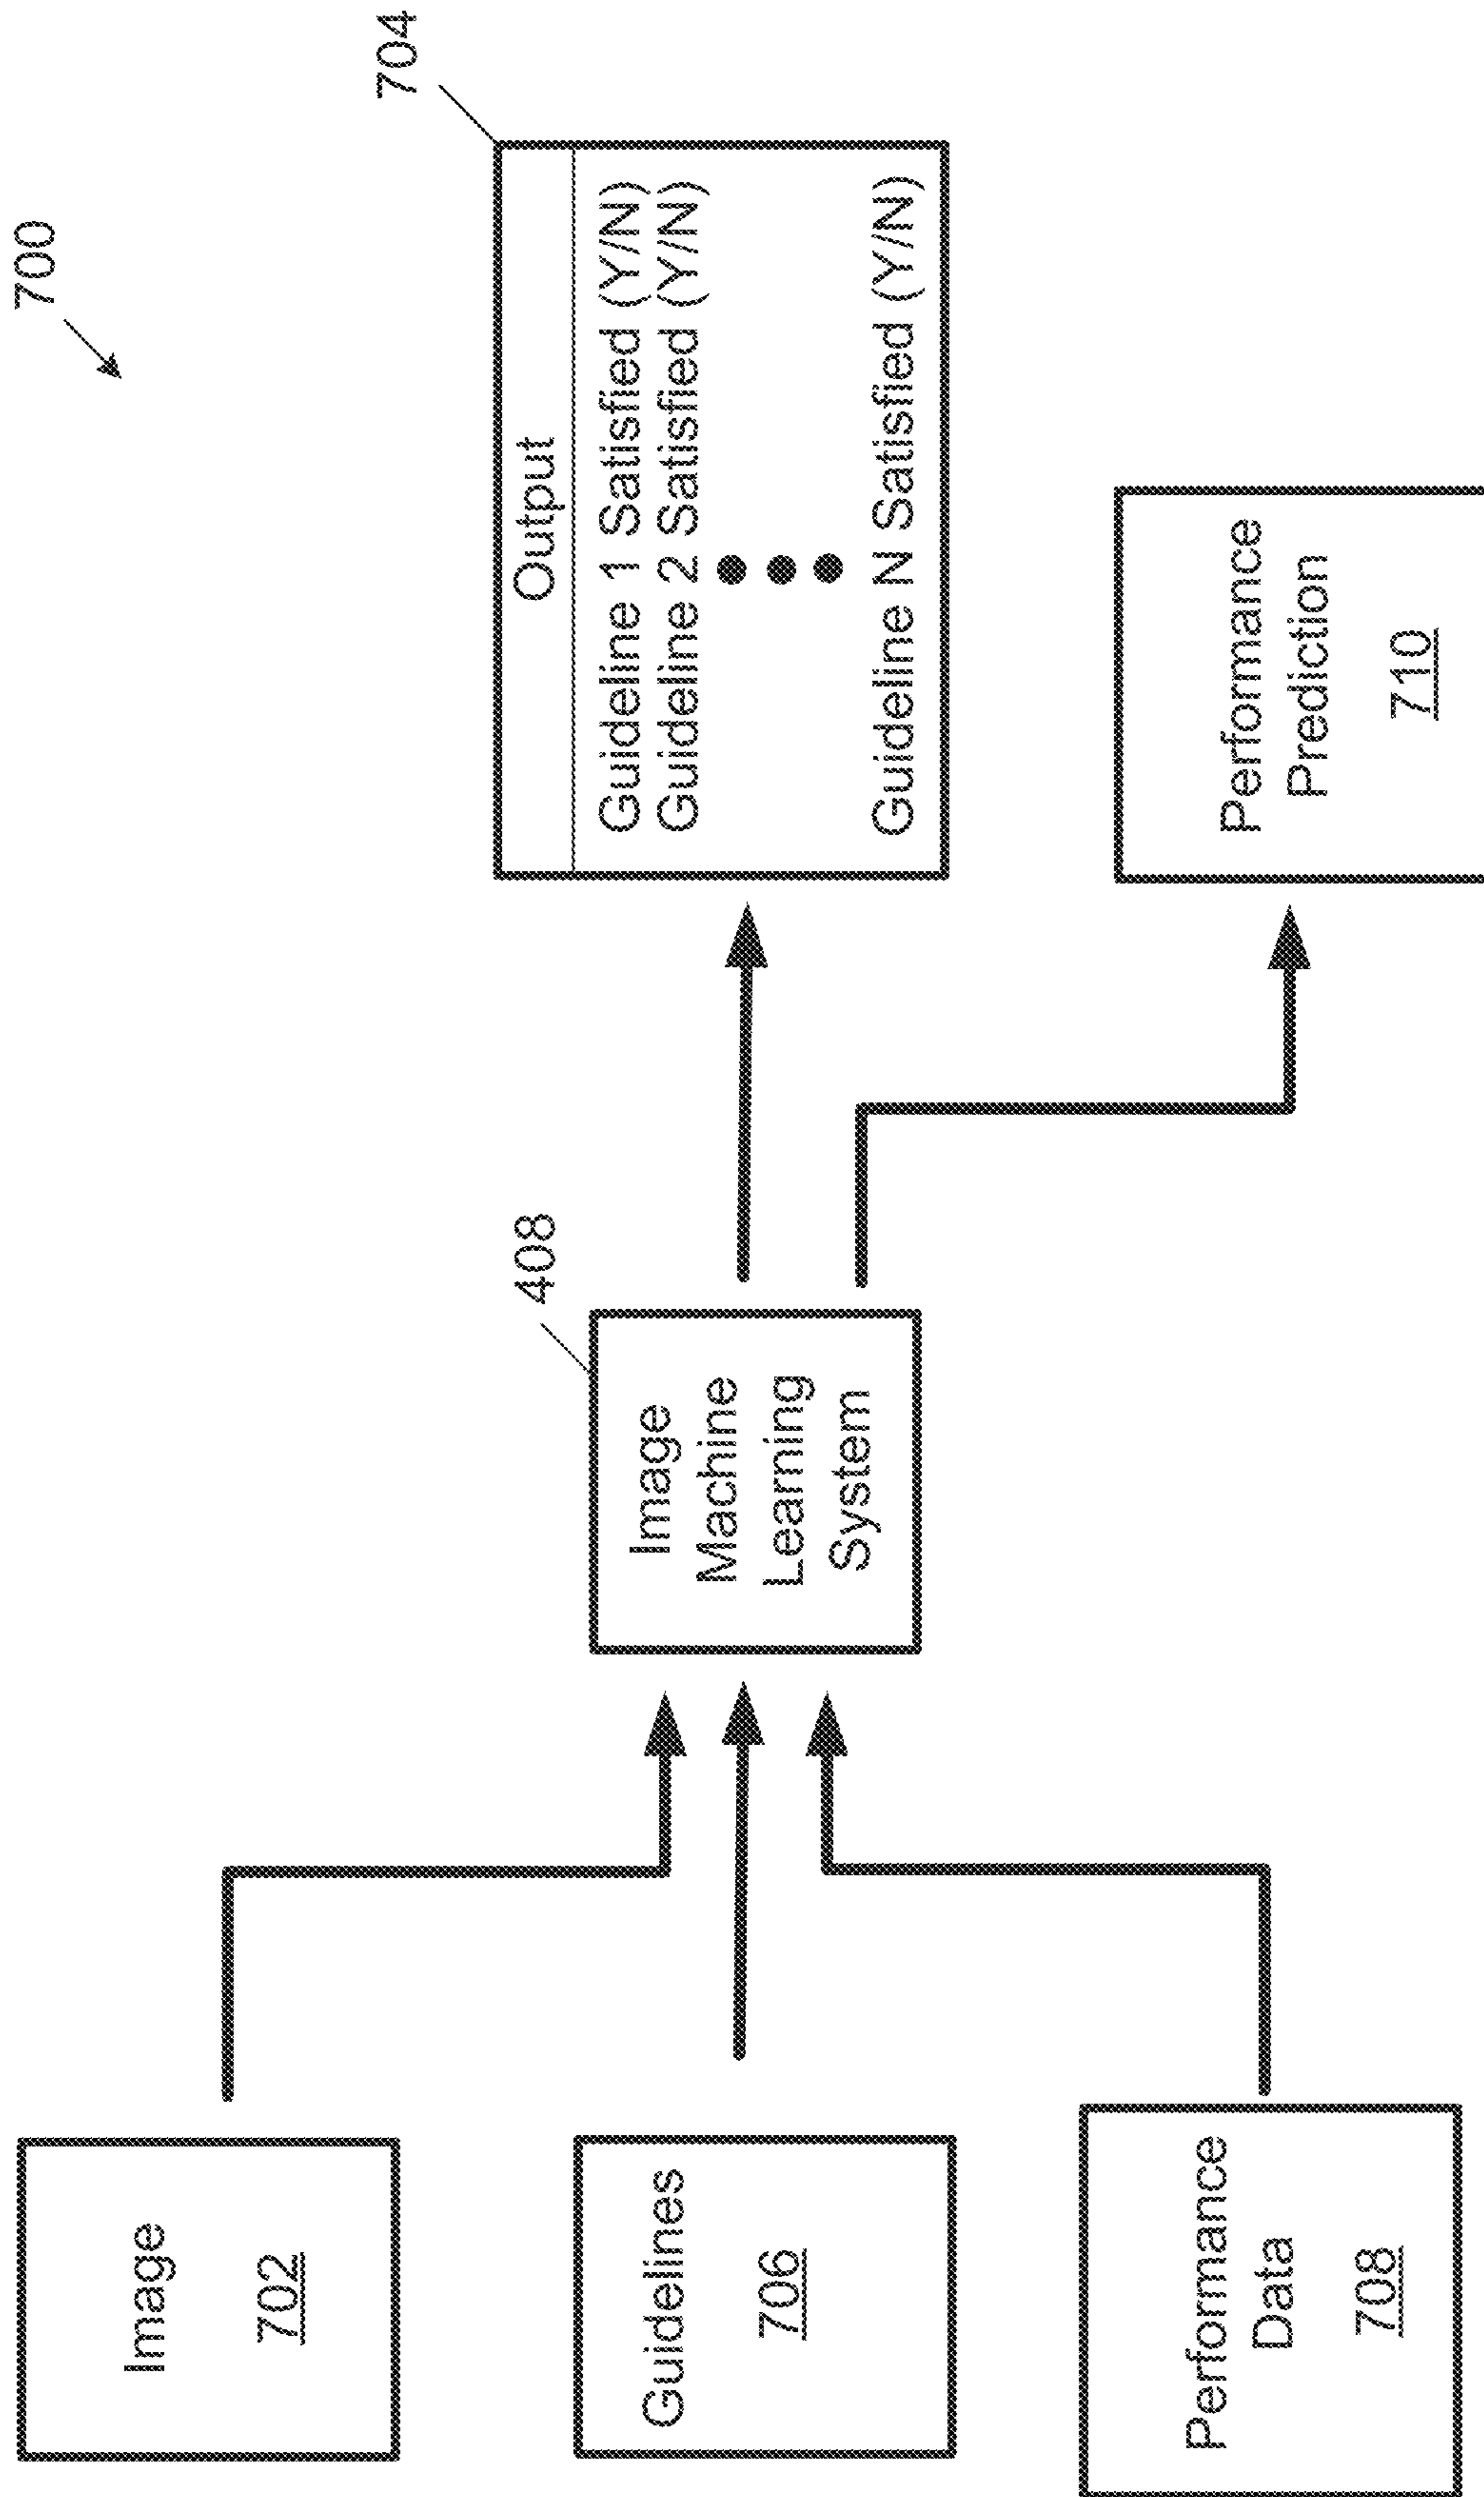 700
Image
702
Guidelines
706
Performance
Data
708
408
Image
Machine
Learning
System
704
Output
Guideline 1 Satisfied (Y/N)
Guideline 2 Satisfied (Y/N)
Guideline N Satisfied (Y/N)
Performance
Prediction
710